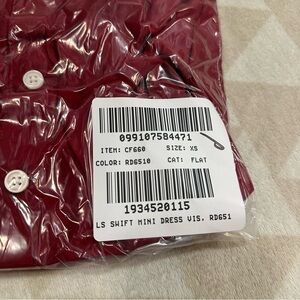 099107584471
ITEM: CF660 SIZE: XS
COLOR: RD6510 CAT: FLAT
1934520115
LS SWIFT MINI DRESS VIS. RD651